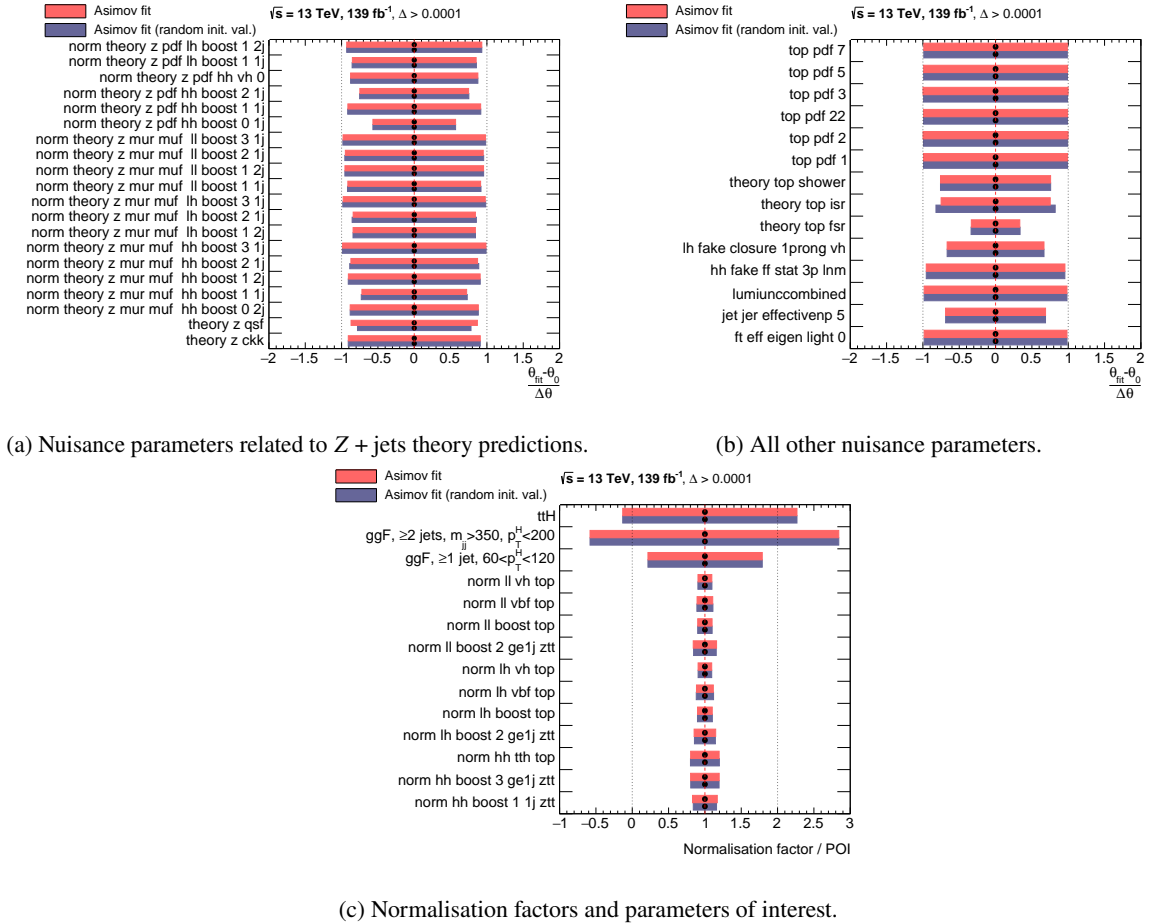 Asimov fit
Asimov fit (random init. val.)
√s = 13 TeV, 139 fb⁻¹, Δ > 0.0001
norm theory z pdf lh boost 1 2j
norm theory z pdf lh boost 1 1j
norm theory z pdf hh vh 0
norm theory z pdf hh boost 2 1j
norm theory z pdf hh boost 1 1j
norm theory z pdf hh boost 0 1j
norm theory z mur muf ll boost 3 1j
norm theory z mur muf ll boost 2 1j
norm theory z mur muf ll boost 1 2j
norm theory z mur muf ll boost 1 1j
norm theory z mur muf lh boost 3 1j
norm theory z mur muf lh boost 2 1j
norm theory z mur muf lh boost 1 2j
norm theory z mur muf hh boost 3 1j
norm theory z mur muf hh boost 2 1j
norm theory z mur muf hh boost 1 2j
norm theory z mur muf hh boost 1 1j
norm theory z mur muf hh boost 0 2j
theory z qsf
theory z ckk
−2 −1.5 −1 −0.5 0 0.5 1 1.5 2
θfit-θ0
Δθ
Asimov fit
Asimov fit (random init. val.)
√s = 13 TeV, 139 fb⁻¹, Δ > 0.0001
top pdf 7
top pdf 5
top pdf 3
top pdf 22
top pdf 2
top pdf 1
theory top shower
theory top isr
theory top fsr
lh fake closure 1prong vh
hh fake ff stat 3p lnm
lumiunccombined
jet jer effectivenp 5
ft eff eigen light 0
−2 −1.5 −1 −0.5 0 0.5 1 1.5 2
θfit-θ0
Δθ
(a) Nuisance parameters related to Z + jets theory predictions.
(b) All other nuisance parameters.
Asimov fit
Asimov fit (random init. val.)
√s = 13 TeV, 139 fb⁻¹, Δ > 0.0001
ttH
ggF, ≥2 jets, mjj>350, pTH<200
ggF, ≥1 jet, 60<pTH<120
norm ll vh top
norm ll vbf top
norm ll boost top
norm ll boost 2 ge1j ztt
norm lh vh top
norm lh vbf top
norm lh boost top
norm lh boost 2 ge1j ztt
norm hh tth top
norm hh boost 3 ge1j ztt
norm hh boost 1 1j ztt
−1 −0.5 0 0.5 1 1.5 2 2.5 3
Normalisation factor / POI
(c) Normalisation factors and parameters of interest.